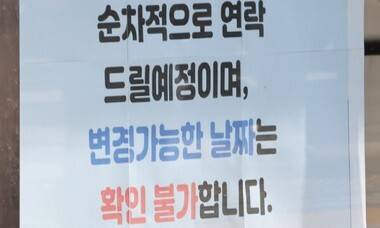 순차적으로 연락
드릴예정이며,
변경가능한 날짜는
확인 불가합니다.